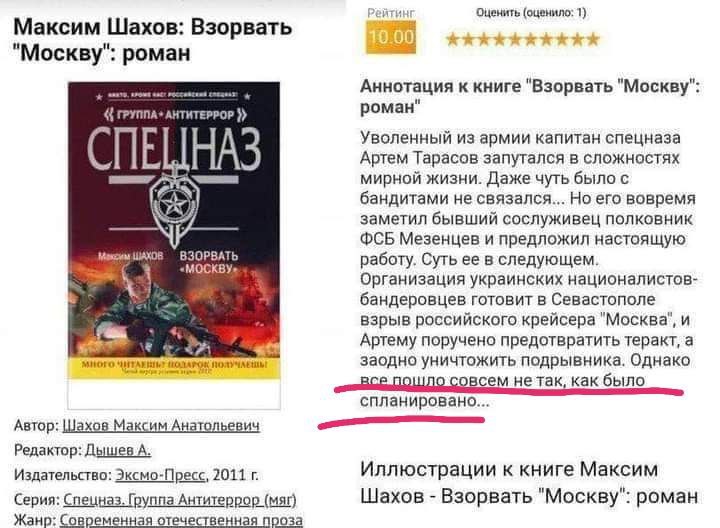 Максим Шахов: Взорвать
"Москву": роман
НИКТО, КРОМЕ НАС! РОССИЙСКИЙ СПЕЦНАЗ!
ГРУППА АНТИТЕРРОР
СПЕЦНАЗ
Максим ШАХОВ
ВЗОРВАТЬ
«МОСКВУ»
МНОГО ЧИТАЕШЬ? ПОДАРОК ПОЛУЧАЕШЬ!
Автор: Шахов Максим Анатольевич
Редактор: Дышев А.
Издательство: Эксмо-Пресс, 2011 г.
Серия: Спецназ. Группа Антитеррор (мяг)
Жанр: Современная отечественная проза
Рейтинг
Оценить (оценило: 1)
10.00
Аннотация к книге "Взорвать "Москву":
роман"
Уволенный из армии капитан спецназа
Артем Тарасов запутался в сложностях
мирной жизни. Даже чуть было с
бандитами не связался... Но его вовремя
заметил бывший сослуживец полковник
ФСБ Мезенцев и предложил настоящую
работу. Суть ее в следующем.
Организация украинских националистов-
бандеровцев готовит в Севастополе
взрыв российского крейсера "Москва", и
Артему поручено предотвратить теракт, а
заодно уничтожить подрывника. Однако
все пошло совсем не так, как было
спланировано...
Иллюстрации к книге Максим
Шахов - Взорвать "Москву": роман